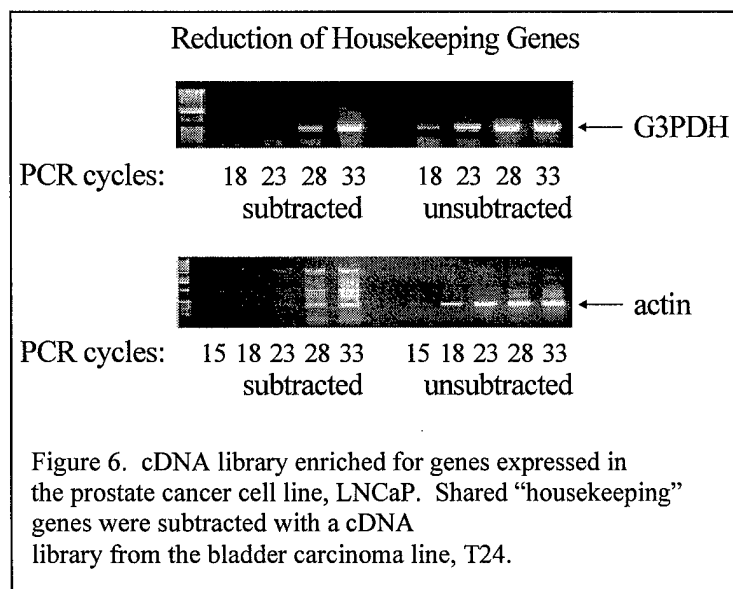 Reduction of Housekeeping Genes
G3PDH
PCR cycles: 18 23 28 33 18 23 28 33
subtracted unsubtracted
actin
PCR cycles: 15 18 23 28 33 15 18 23 28 33
subtracted unsubtracted
Figure 6. cDNA library enriched for genes expressed in
the prostate cancer cell line, LNCaP. Shared “housekeeping”
genes were subtracted with a cDNA
library from the bladder carcinoma line, T24.